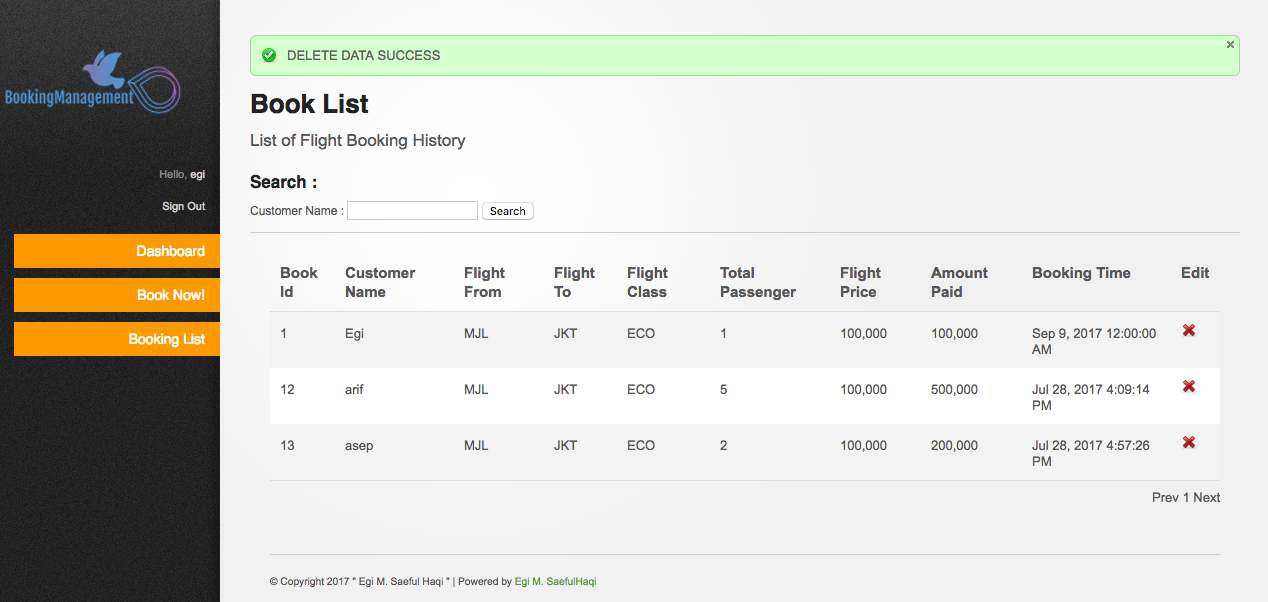 BookingManagement
Hello, egi
Sign Out
Dashboard
Book Now!
Booking List
DELETE DATA SUCCESS
Book List
List of Flight Booking History
Search :
Customer Name : Search
Book Id Customer Name Flight From Flight To Flight Class Total Passenger Flight Price Amount Paid Booking Time Edit
1 Egi MJL JKT ECO 1 100,000 100,000 Sep 9, 2017 12:00:00 AM
12 arif MJL JKT ECO 5 100,000 500,000 Jul 28, 2017 4:09:14 PM
13 asep MJL JKT ECO 2 100,000 200,000 Jul 28, 2017 4:57:26 PM
Prev 1 Next
© Copyright 2017 " Egi M. Saeful Haqi " | Powered by Egi M. SaefulHaqi